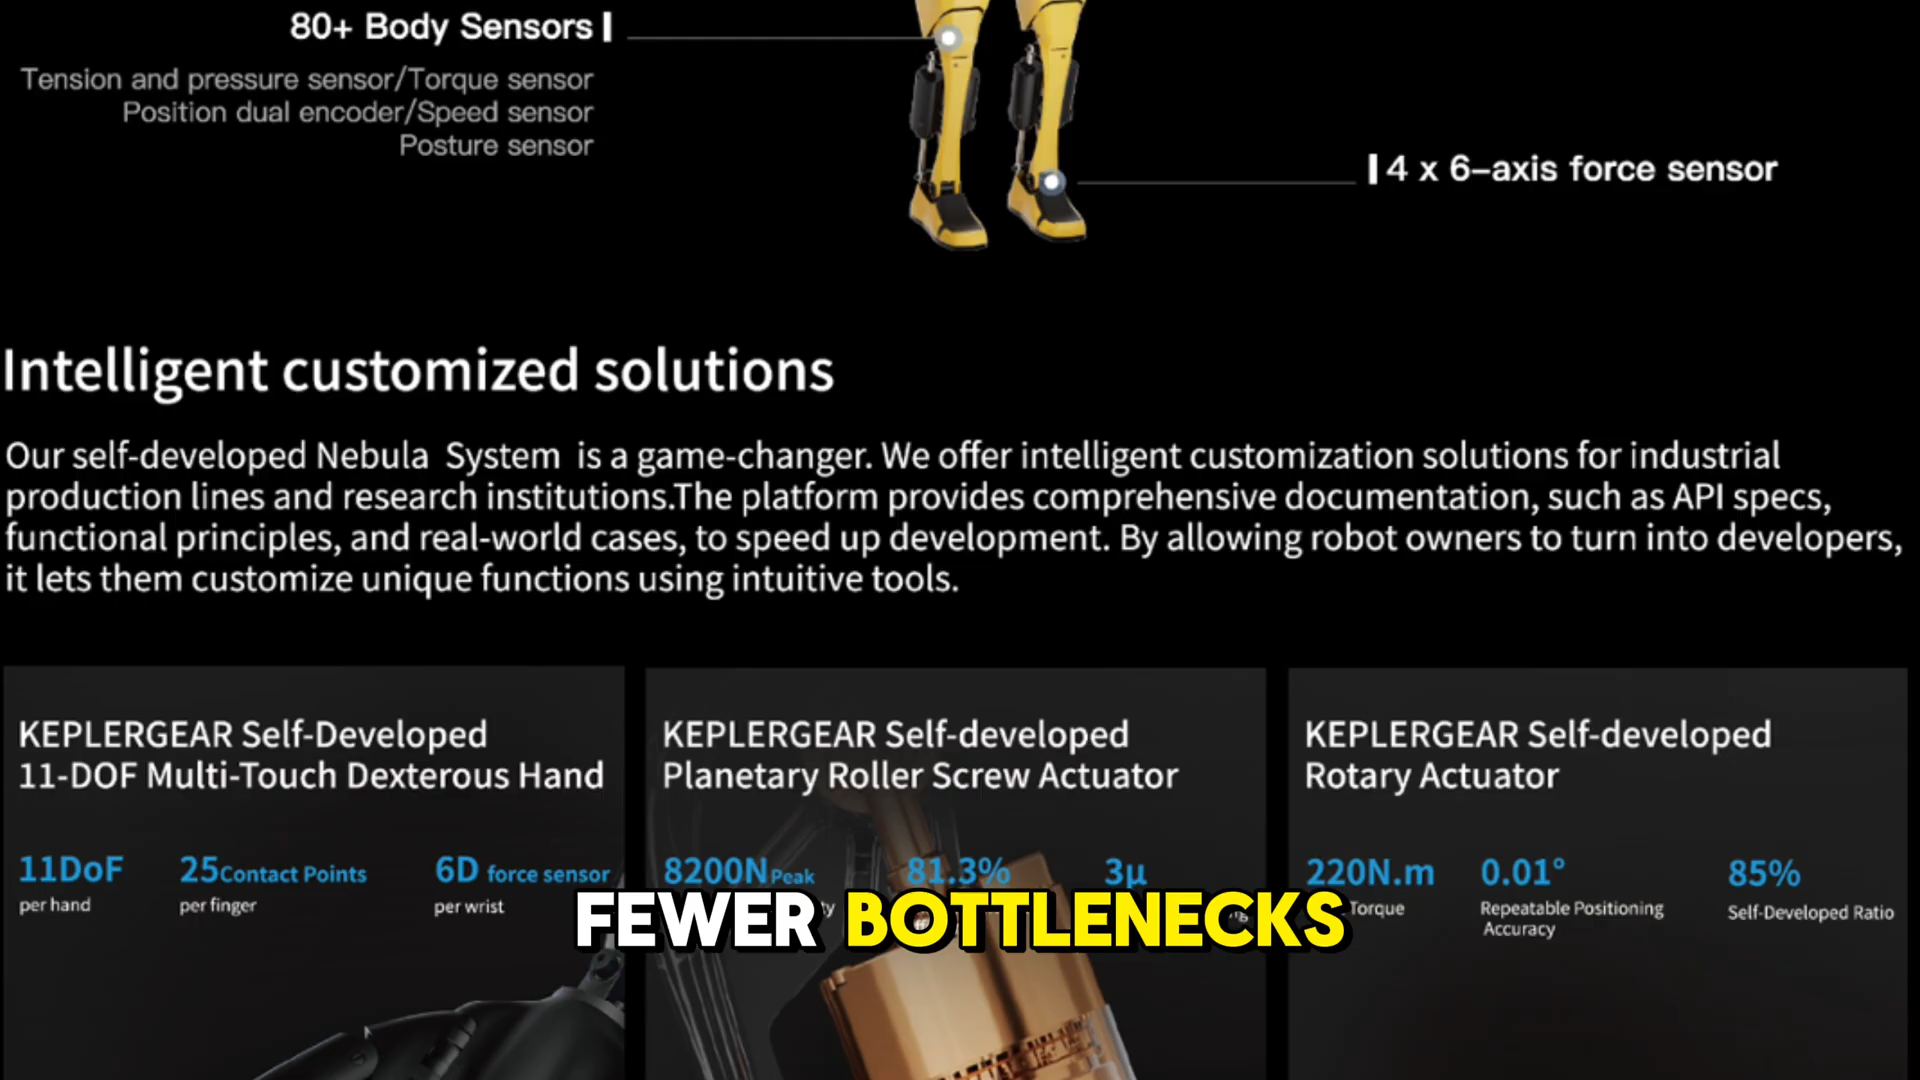 80+ Body Sensors
Tension and pressure sensor/Torque sensor
Position dual encoder/Speed sensor
Posture sensor
4 x 6-axis force sensor
Intelligent customized solutions
Our self-developed Nebula System is a game-changer. We offer intelligent customization solutions for industrial
production lines and research institutions.The platform provides comprehensive documentation, such as API specs,
functional principles, and real-world cases, to speed up development. By allowing robot owners to turn into developers,
it lets them customize unique functions using intuitive tools.
KEPLERGEAR Self-Developed
11-DOF Multi-Touch Dexterous Hand
11DoF
per hand
25Contact Points
per finger
6D force sensor
per wrist
KEPLERGEAR Self-developed
Planetary Roller Screw Actuator
8200NPeak
81.3%
3μ
KEPLERGEAR Self-developed
Rotary Actuator
220N.m
Torque
0.01°
Repeatable Positioning
Accuracy
85%
Self-Developed Ratio
FEWER BOTTLENECKS